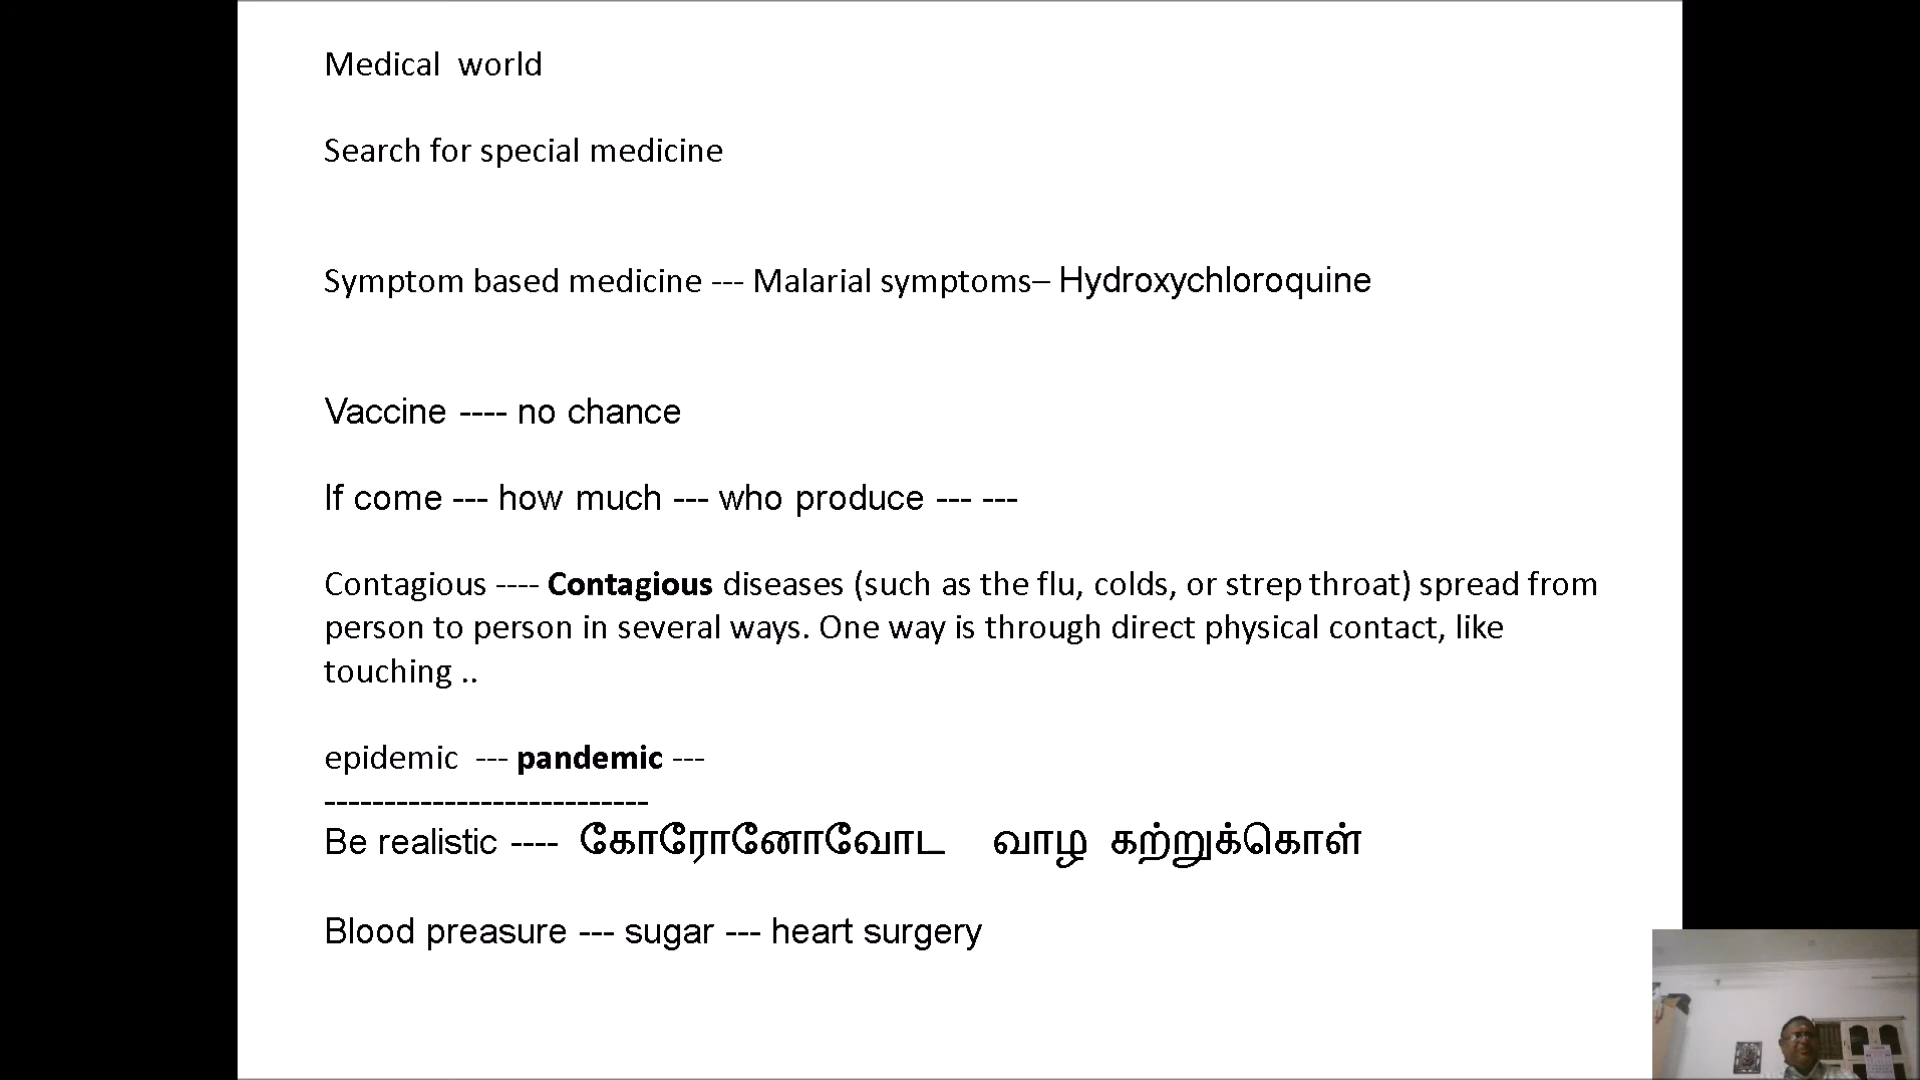 Medical  world
Search for special medicine
Symptom based medicine --- Malarial symptoms– Hydroxychloroquine
Vaccine ---- no chance
If come --- how much --- who produce --- ---
Contagious ---- Contagious diseases (such as the flu, colds, or strep throat) spread from
person to person in several ways. One way is through direct physical contact, like
touching ..
epidemic  --- pandemic ---
---------------------------
Be realistic ----  கோரோனோவோட   வாழ  கற்றுக்கொள்
Blood preasure --- sugar --- heart surgery